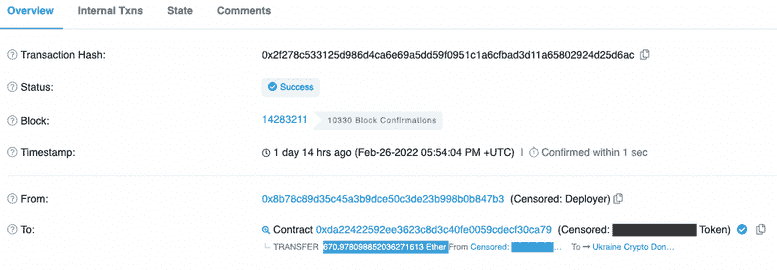 Overview Internal Txns State Comments
Transaction Hash: 0x2f278c533125d986d4ca6e69a5dd59f0951c1a6cfbad3d11a65802924d25d6ac
Status: Success
Block: 14283211 10330 Block Confirmations
Timestamp: 1 day 14 hrs ago (Feb-26-2022 05:54:04 PM +UTC) | Confirmed within 1 sec
From: 0x8b78c89d35c45a3b9dce50c3de23b998b0b847b3 (Censored: Deployer)
To: Contract 0xda22422592ee3623c8d3c40fe0059cdecf30ca79 (Censored: Token)
TRANSFER 670.978098852036271613 Ether From Censored: ... To → Ukraine Crypto Don...